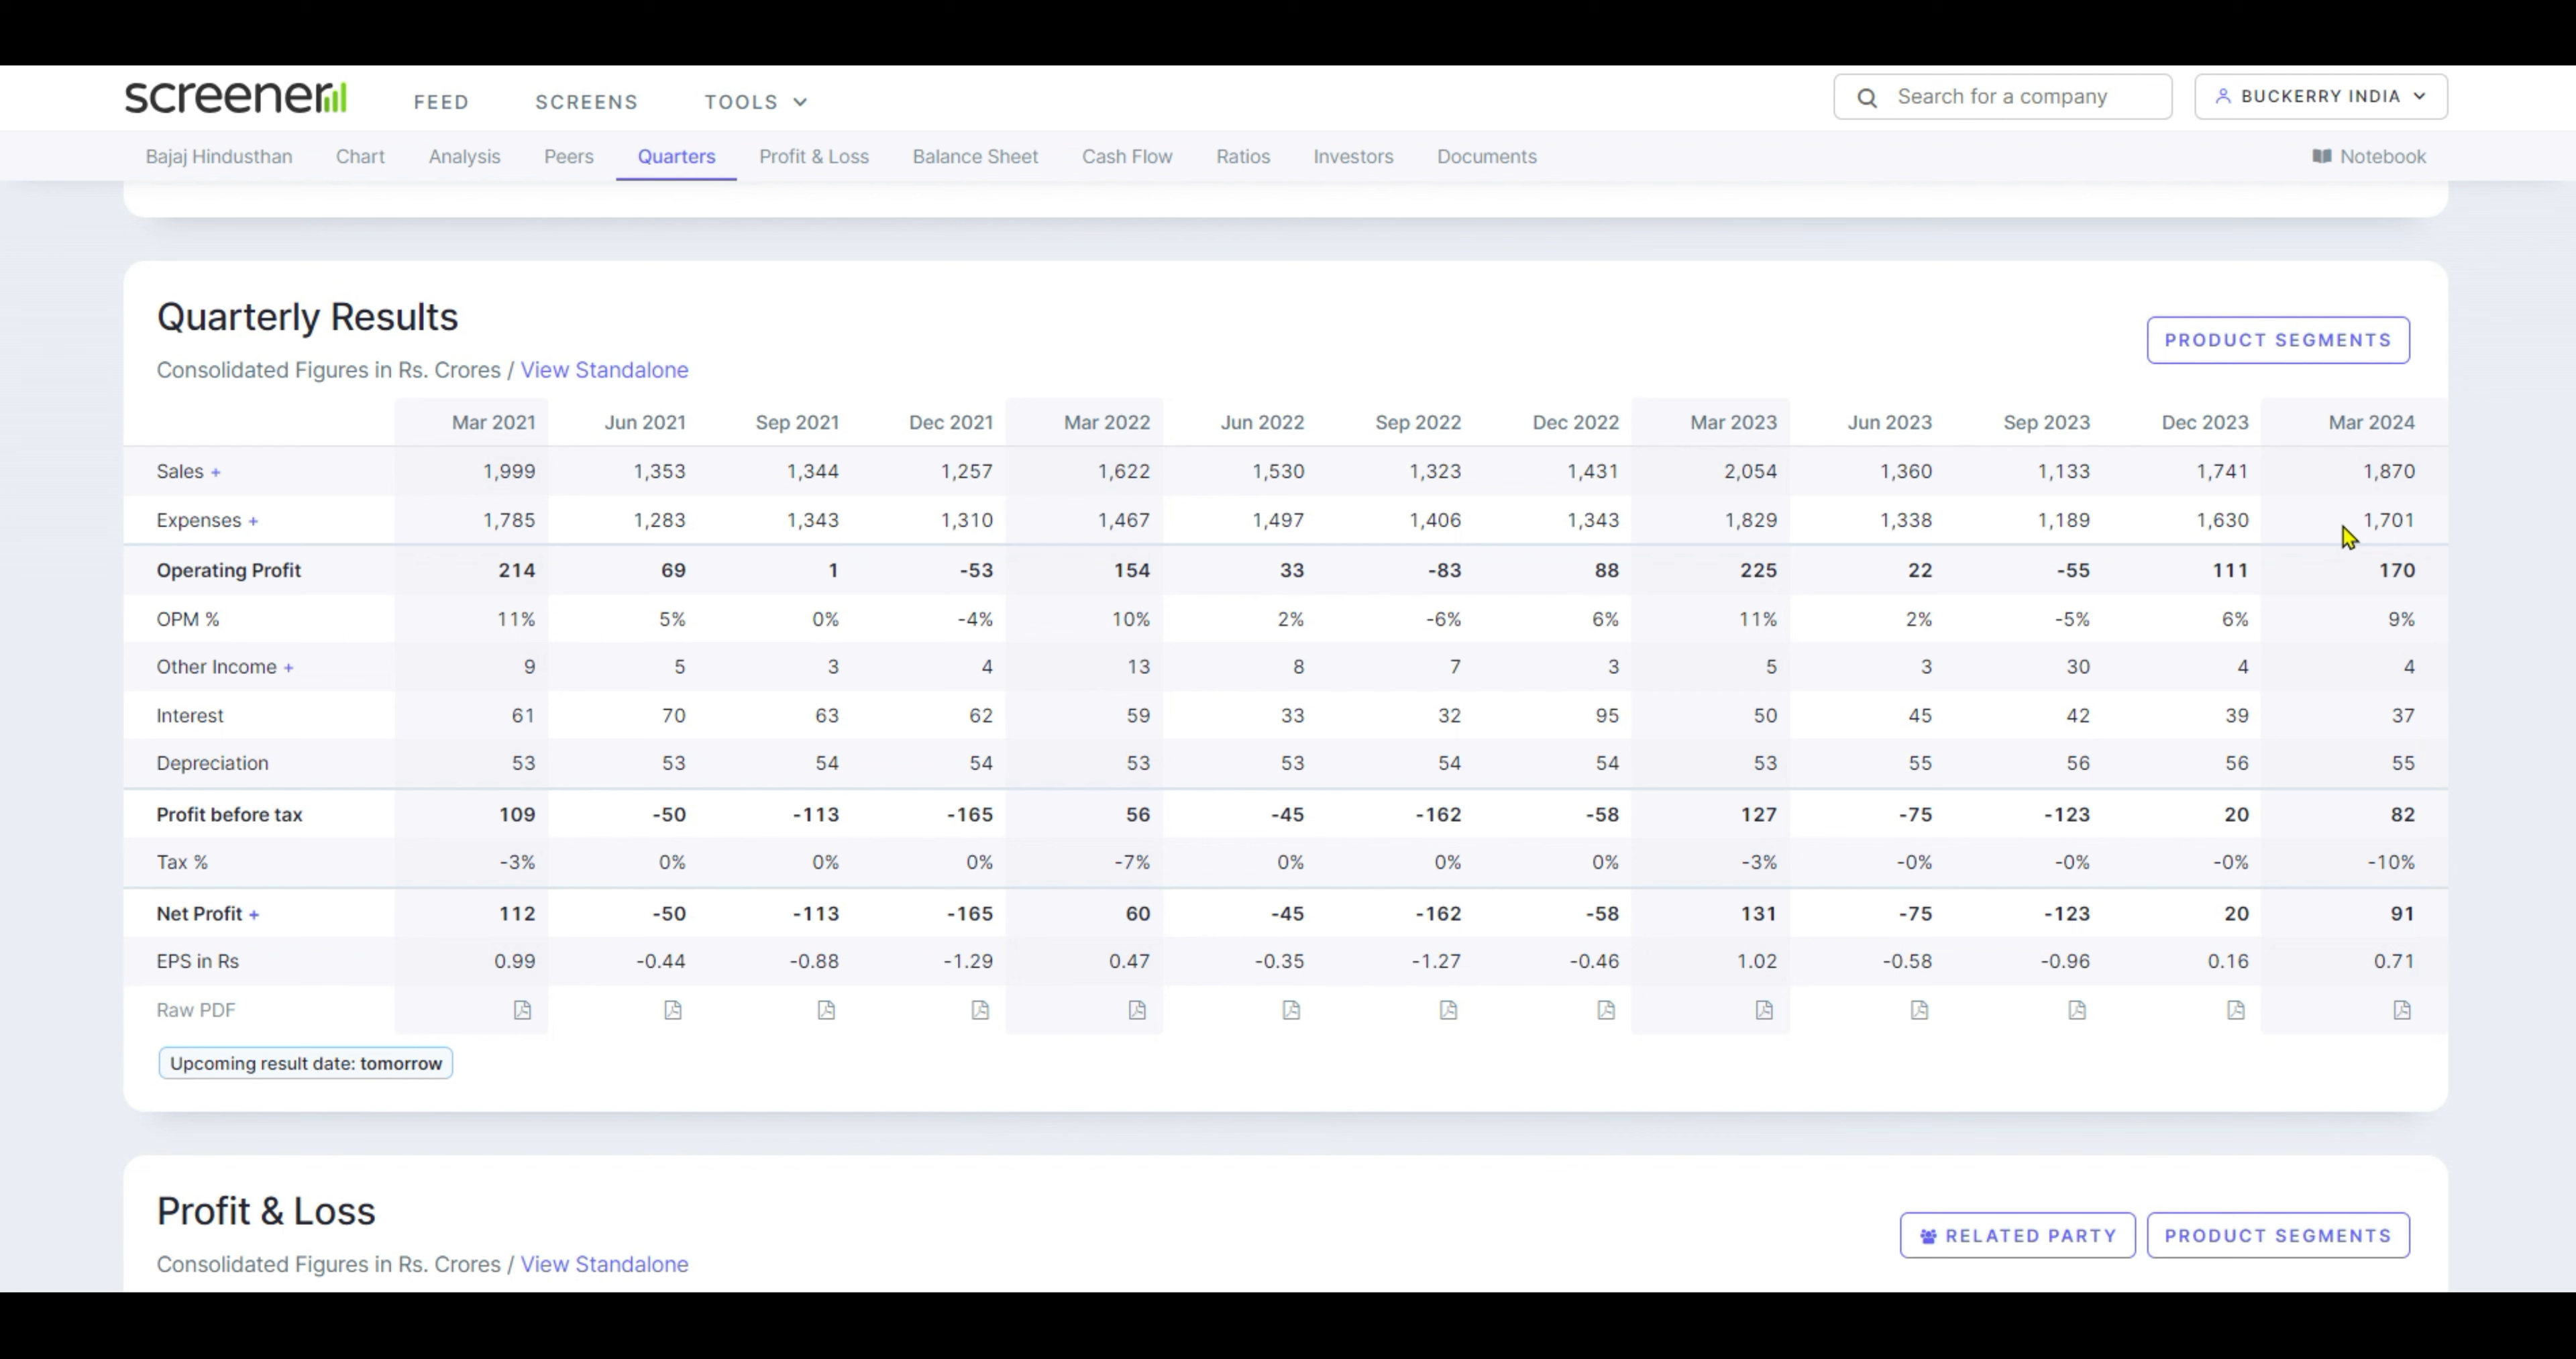 screener FEED SCREENS TOOLS Search for a company BUCKERRY INDIA
Bajaj Hindusthan Chart Analysis Peers Quarters Profit & Loss Balance Sheet Cash Flow Ratios Investors Documents Notebook
Quarterly Results
PRODUCT SEGMENTS
Consolidated Figures in Rs. Crores / View Standalone
Mar 2021 Jun 2021 Sep 2021 Dec 2021 Mar 2022 Jun 2022 Sep 2022 Dec 2022 Mar 2023 Jun 2023 Sep 2023 Dec 2023 Mar 2024
Sales + 1,999 1,353 1,344 1,257 1,622 1,530 1,323 1,431 2,054 1,360 1,133 1,741 1,870
Expenses + 1,785 1,283 1,343 1,310 1,467 1,497 1,406 1,343 1,829 1,338 1,189 1,630 1,701
Operating Profit 214 69 1 -53 154 33 -83 88 225 22 -55 111 170
OPM % 11% 5% 0% -4% 10% 2% -6% 6% 11% 2% -5% 6% 9%
Other Income + 9 5 3 4 13 8 7 3 5 3 30 4 4
Interest 61 70 63 62 59 33 32 95 50 45 42 39 37
Depreciation 53 53 54 54 53 53 54 54 53 55 56 56 55
Profit before tax 109 -50 -113 -165 56 -45 -162 -58 127 -75 -123 20 82
Tax % -3% 0% 0% 0% -7% 0% 0% 0% -3% -0% -0% -0% -10%
Net Profit + 112 -50 -113 -165 60 -45 -162 -58 131 -75 -123 20 91
EPS in Rs 0.99 -0.44 -0.88 -1.29 0.47 -0.35 -1.27 -0.46 1.02 -0.58 -0.96 0.16 0.71
Raw PDF
Upcoming result date: tomorrow
Profit & Loss
RELATED PARTY PRODUCT SEGMENTS
Consolidated Figures in Rs. Crores / View Standalone